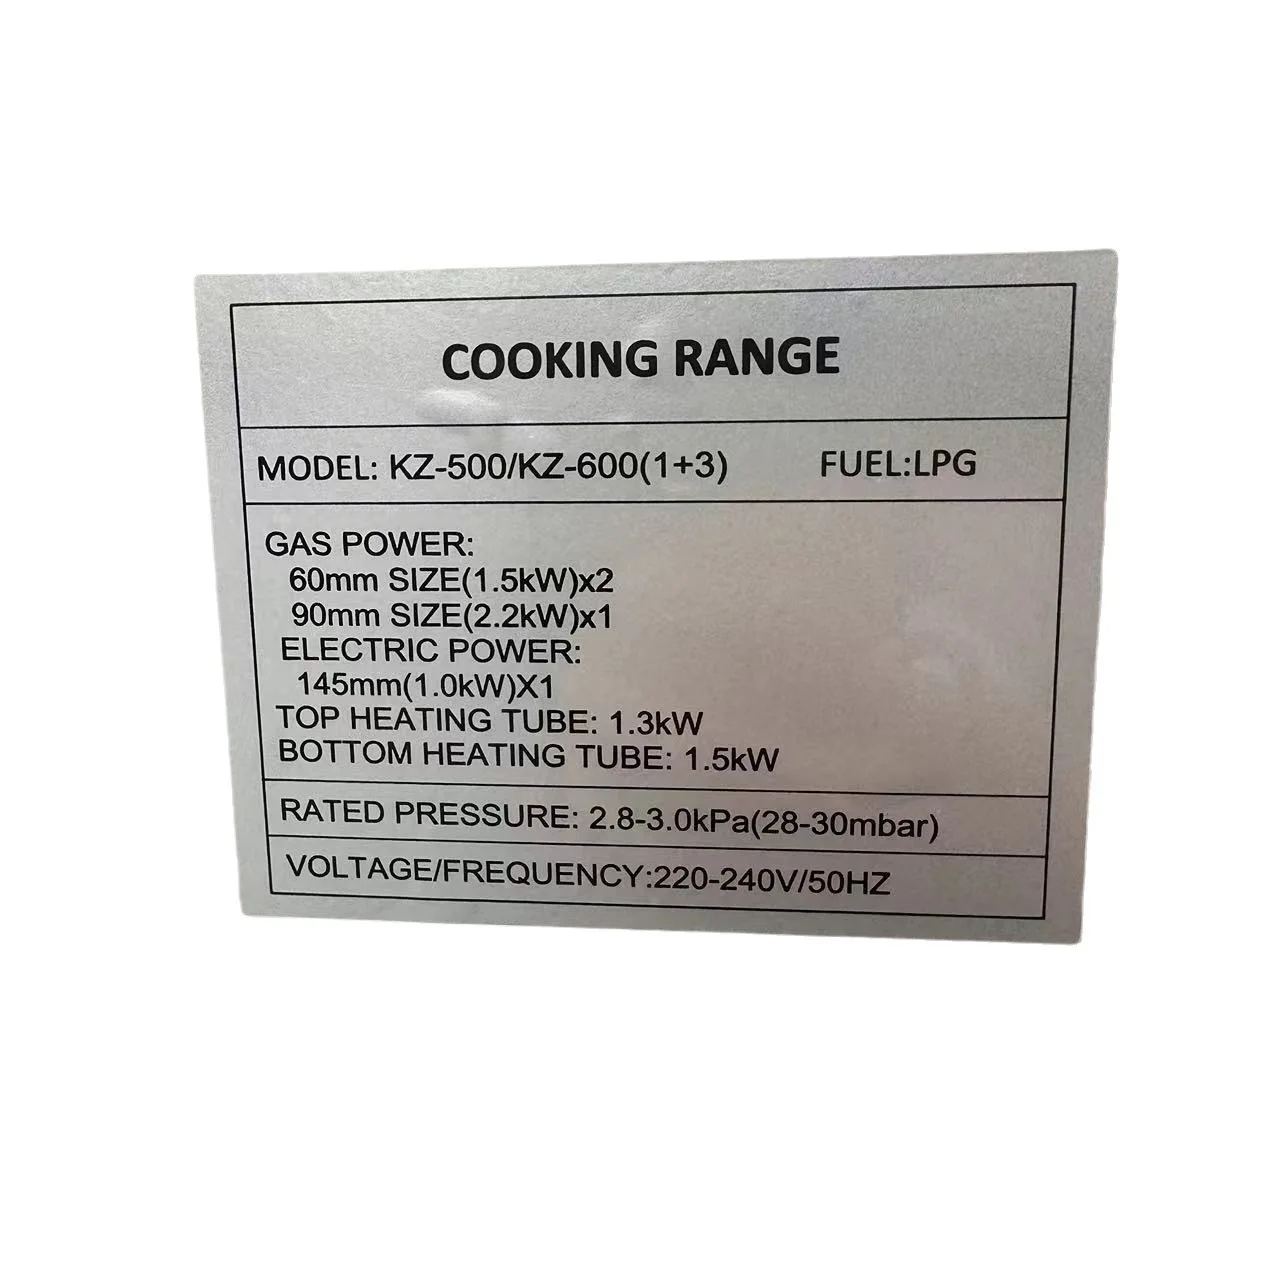 COOKING RANGE
MODEL: KZ-500/KZ-600(1+3) FUEL:LPG
GAS POWER:
60mm SIZE(1.5kW)x2
90mm SIZE(2.2kW)x1
ELECTRIC POWER:
145mm(1.0kW)X1
TOP HEATING TUBE: 1.3kW
BOTTOM HEATING TUBE: 1.5kW
RATED PRESSURE: 2.8-3.0kPa(28-30mbar)
VOLTAGE/FREQUENCY:220-240V/50HZ